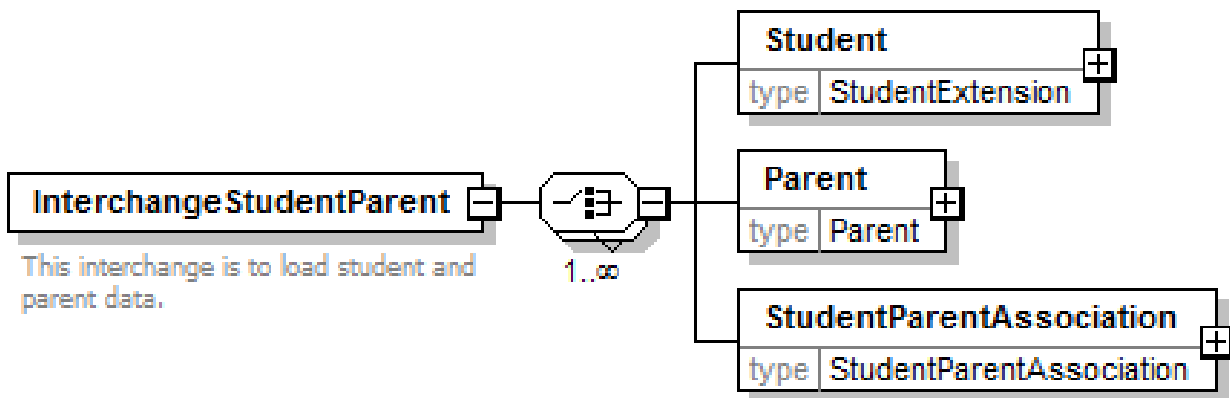 Student
type StudentExtension
Parent
type Parent
InterchangeStudentParent
This interchange is to load student and
parent data.
1..∞
StudentParentAssociation
type StudentParentAssociation